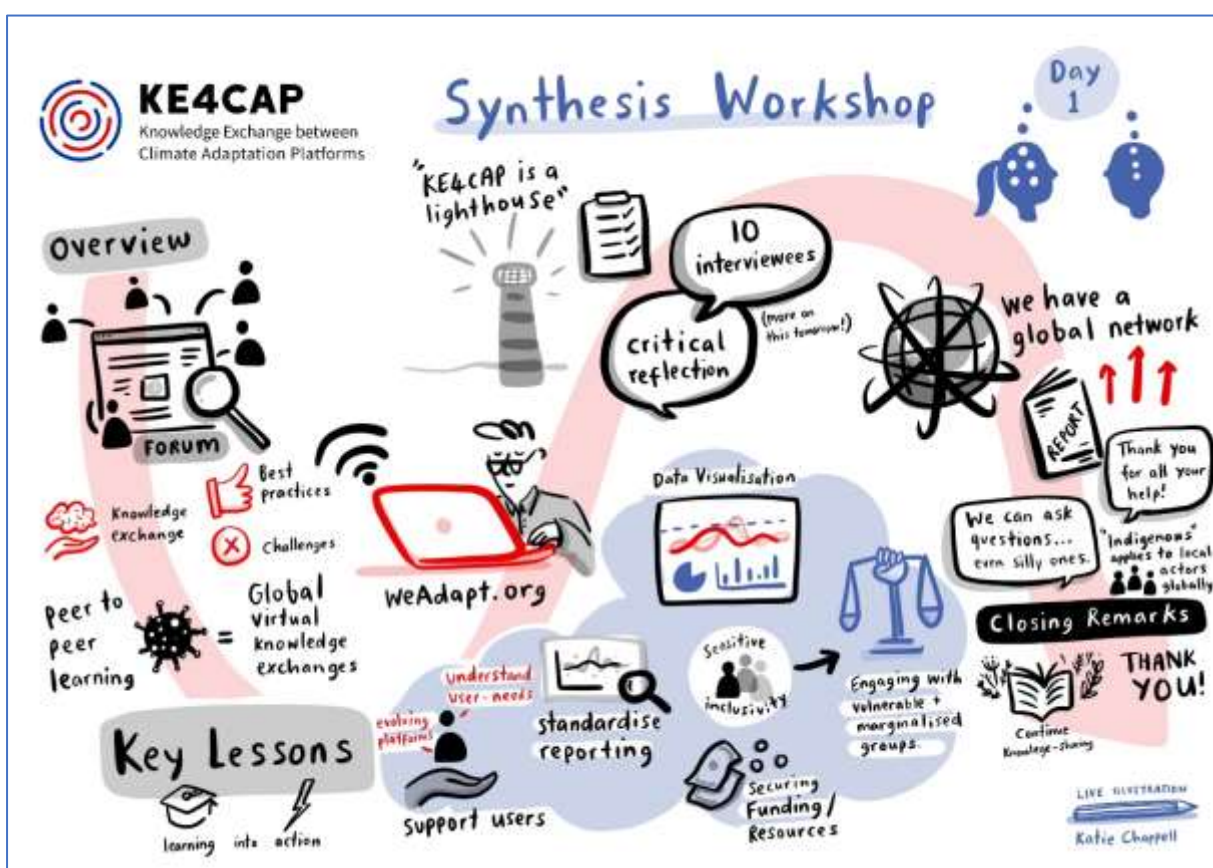 KE4CAP
Knowledge Exchange between
Climate Adaptation Platforms
Synthesis Workshop
Day
1
Overview
FORUM
Knowledge
exchange
Best
practices
Challenges
Peer to
peer
learning
=
Global
Virtual
Knowledge
exchanges
"KE4CAP is a
lighthouse"
10
interviewees
critical
reflection
(more on
this tomorrow!)
weAdapt.org
Key Lessons
learning into action
understand
user-needs
evolving
platforms
support users
standardise
reporting
Data Visualisation
Sensitive
inclusivity
Securing
Funding/
Resources
Engaging with
vulnerable +
marginalised
groups.
We have a
global network
REPORT
Thank you
for all your
help!
We can ask
questions...
even silly ones.
"Indigenous"
applies to local
actors
globally
Closing Remarks
THANK
YOU!
Continue
Knowlege-sharing
LIVE ILLUSTRATION
Katie Chappell